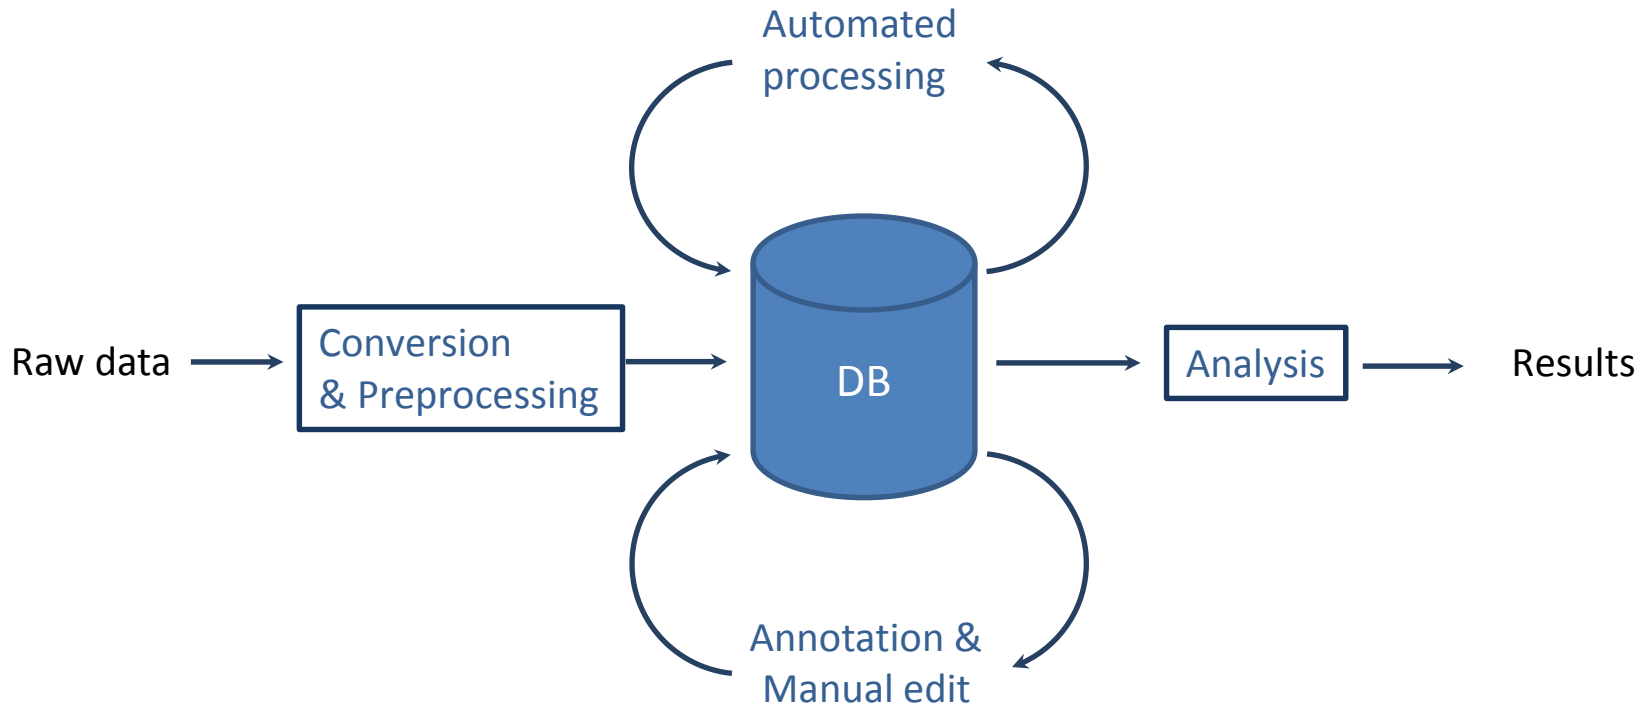 Automated
processing
Raw data
Conversion
& Preprocessing
DB
Analysis
Results
Annotation &
Manual edit